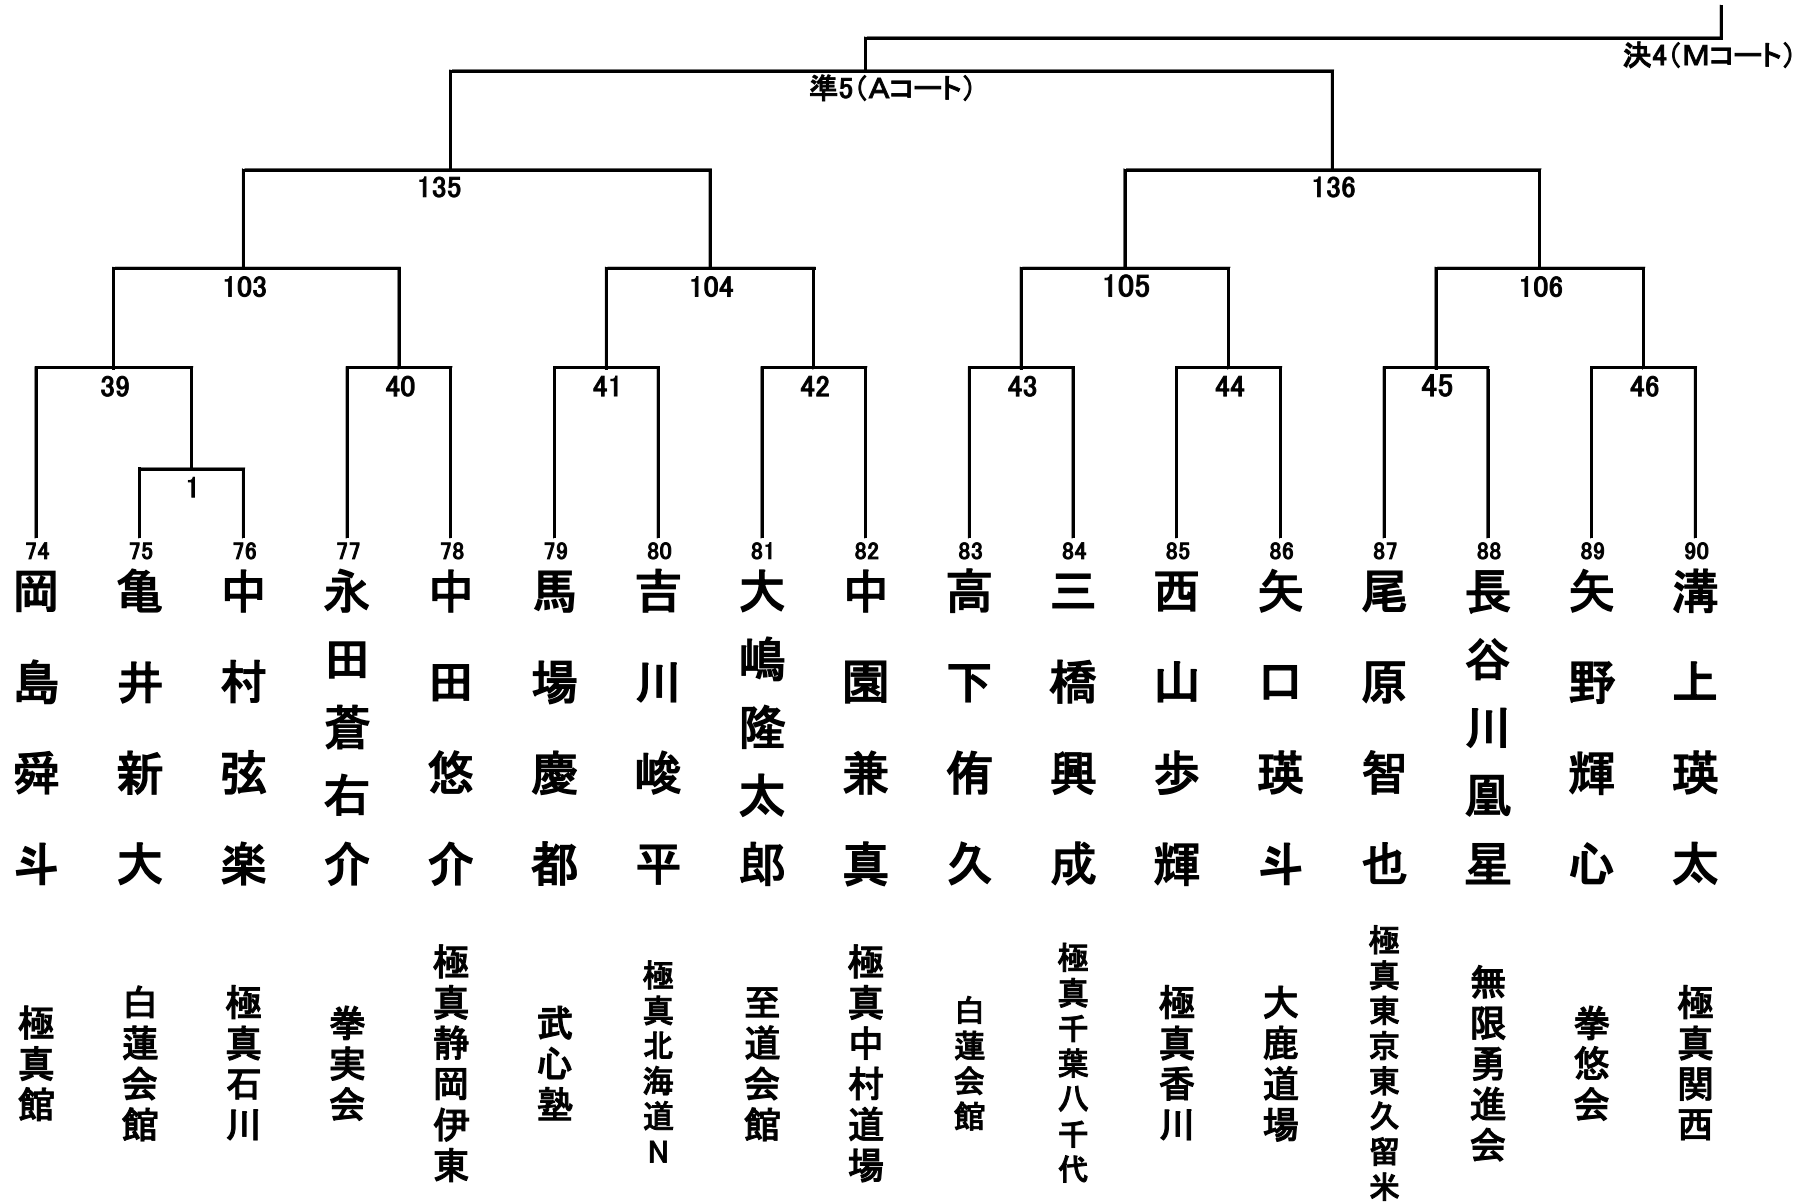 決4（Mコート）
準5（Aコート）
135
136
103
104
105
106
39
40
41
42
43
44
45
46
1
74
75
76
77
78
79
80
81
82
83
84
85
86
87
88
89
90
岡島舜斗
亀井新大
中村弦楽
永田蒼右介
中田悠介
馬場慶都
吉川峻平
大嶋隆太郎
中園兼真
高下侑久
三橋興成
西山歩輝
矢口瑛斗
尾原智也
長谷川凰星
矢野輝心
溝上瑛太
極真館
白蓮会館
極真石川
拳実会
極真静岡伊東
武心塾
極真北海道N
至道会館
極真中村道場
白蓮会館
極真千葉八千代
極真香川
大鹿道場
極真東京東久留米
無限勇進会
拳悠会
極真関西